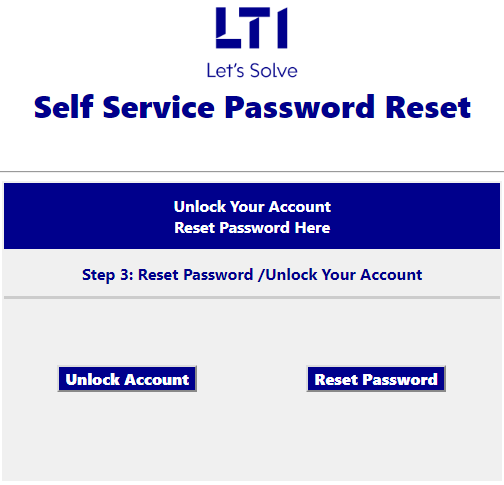 LTI
Let's Solve
Self Service Password Reset
Unlock Your Account
Reset Password Here
Step 3: Reset Password /Unlock Your Account
Unlock Account
Reset Password